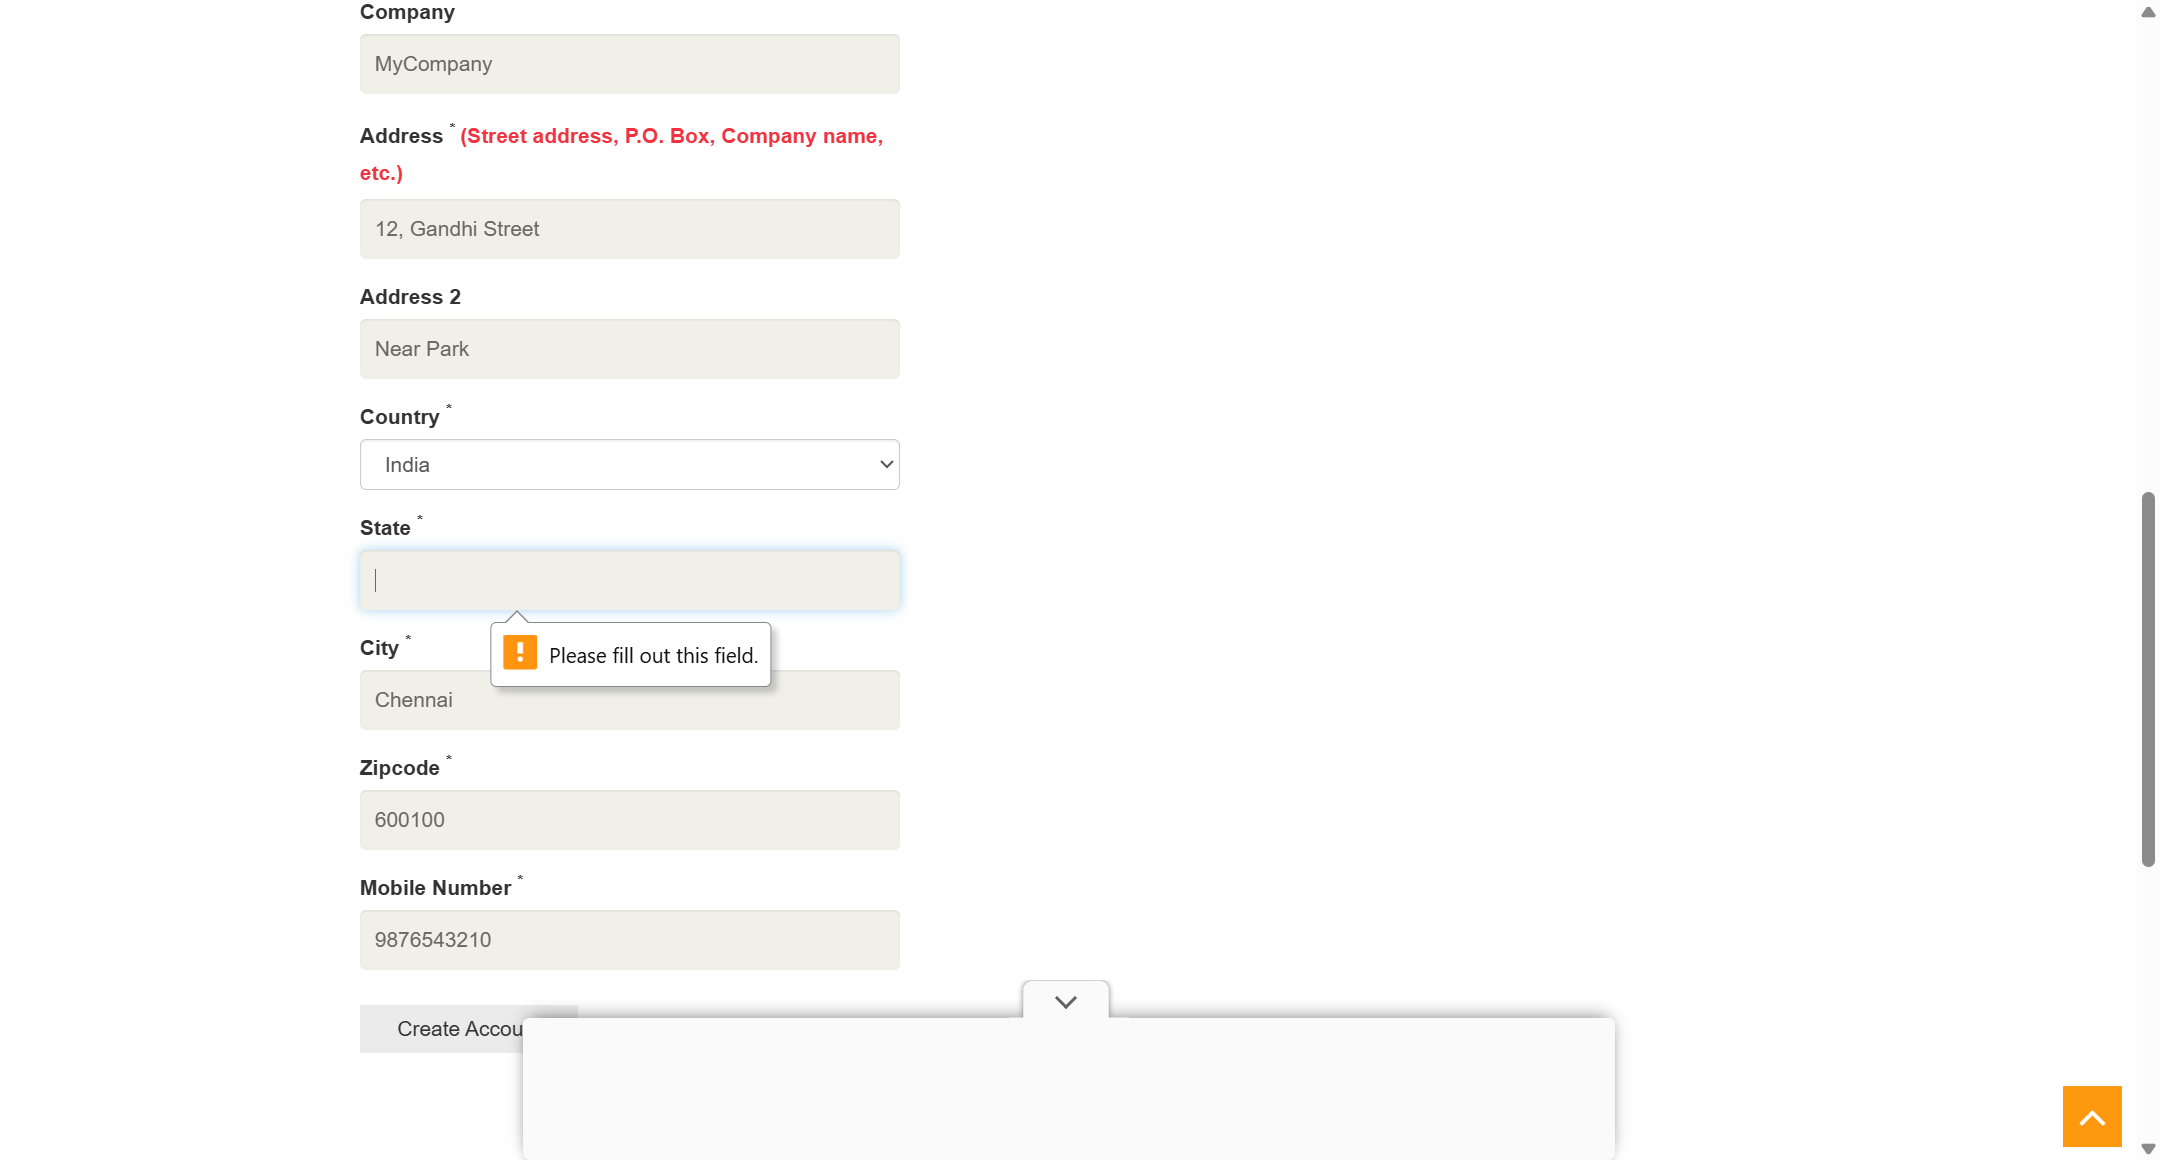 Company
MyCompany
Address *(Street address, P.O. Box, Company name,
etc.)
12, Gandhi Street
Address 2
Near Park
Country *
India
State *
Please fill out this field.
City *
Chennai
Zipcode *
600100
Mobile Number *
9876543210
Create Accou